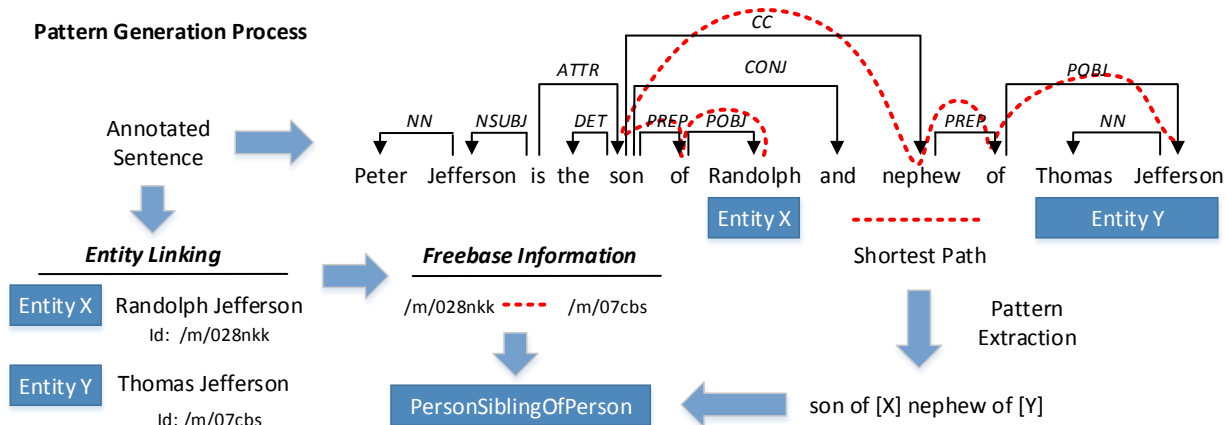 Pattern Generation Process
CC
ATTR
CONJ
POBJ
NN
NSUBJ
DET
PREP
POBJ
PREP
NN
Annotated
Sentence
Peter Jefferson is the son of Randolph and nephew of Thomas Jefferson
Entity X
Entity Y
Shortest Path
Entity Linking
Freebase Information
Entity X
Randolph Jefferson
Id: /m/028nkk
/m/028nkk
/m/07cbs
Pattern
Extraction
Entity Y
Thomas Jefferson
Id: /m/07cbs
PersonSiblingOfPerson
son of [X] nephew of [Y]